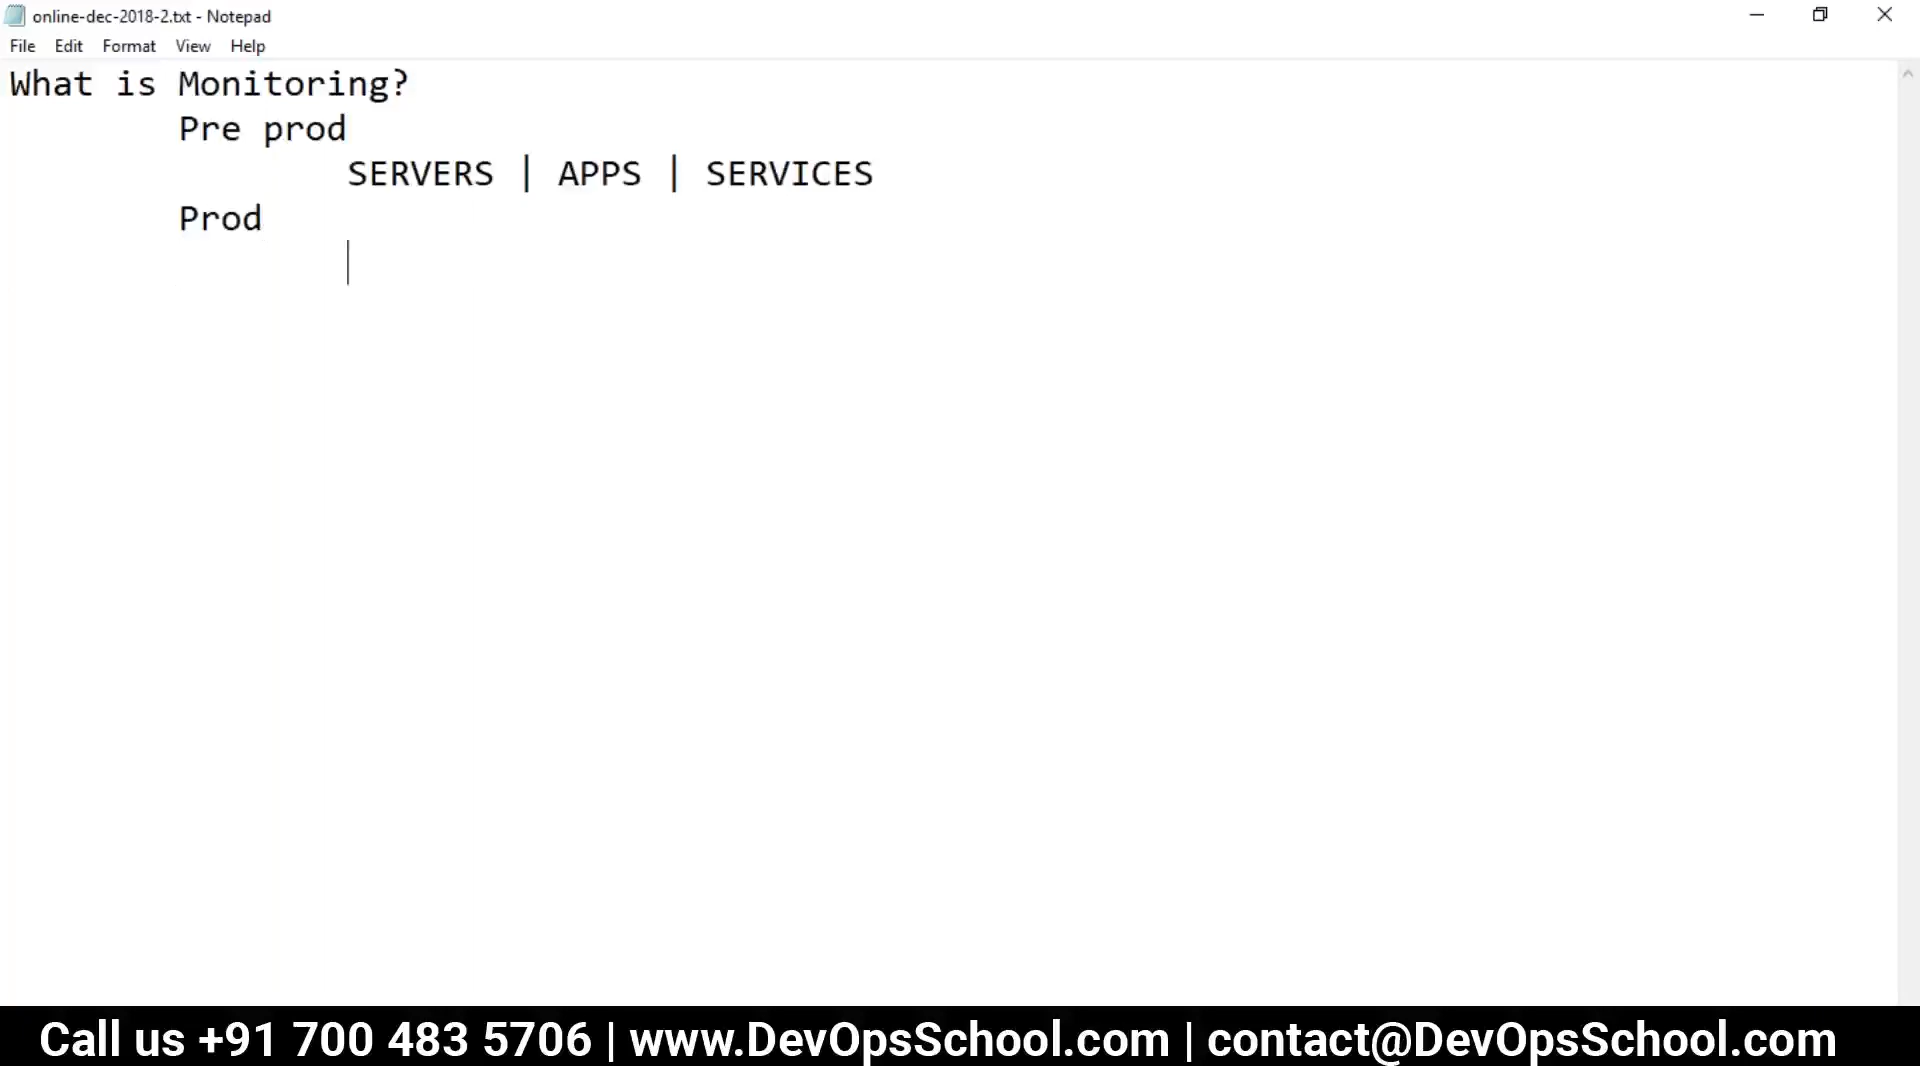 online-dec-2018-2.txt - Notepad
File Edit Format View Help
What is Monitoring?
Pre prod
SERVERS | APPS | SERVICES
Prod
Call us +91 700 483 5706 | www.DevOpsSchool.com | contact@DevOpsSchool.com